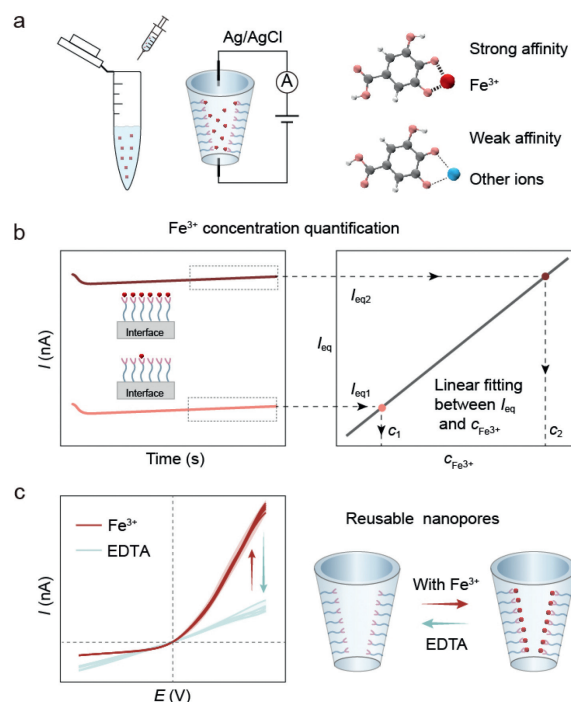 a
Ag/AgCl
A
Strong affinity
Fe³⁺
Weak affinity
Other ions
b
Fe³⁺ concentration quantification
I (nA)
Interface
Interface
Time (s)
I_eq2
I_eq
I_eq1
Linear fitting
between I_eq
and c_Fe³⁺
c₁
c₂
c_Fe³⁺
c
Fe³⁺
EDTA
I (nA)
E (V)
Reusable nanopores
With Fe³⁺
EDTA